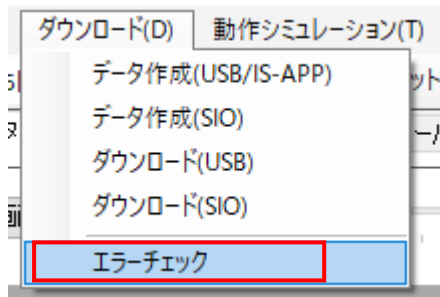 ダウンロード(D) 動作シミュレーション(T)
データ作成(USB/IS-APP)
データ作成(SIO)
ダウンロード(USB)
ダウンロード(SIO)
エラーチェック
ット